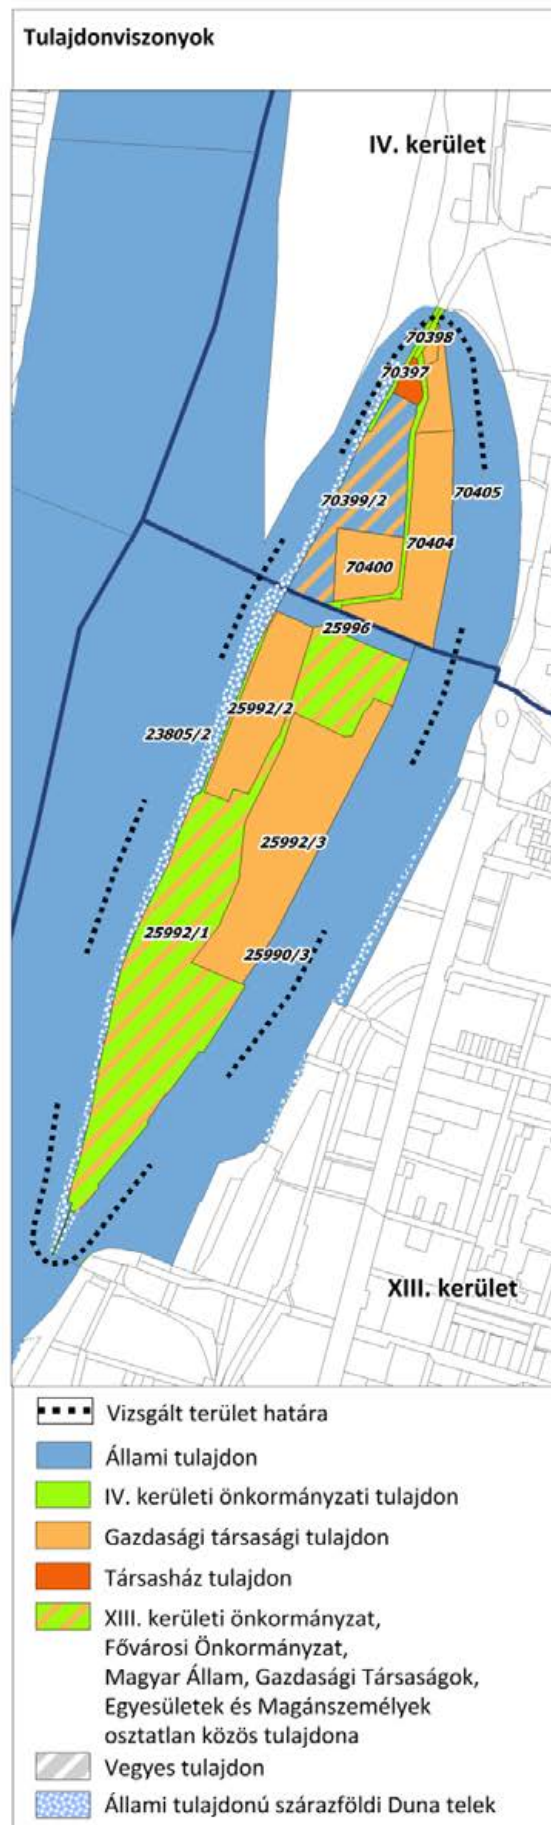 Tulajdonviszonyok
IV. kerület
70398
70397
70405
70399/2
70404
70400
25996
25992/2
23805/2
25992/3
25992/1
25990/3
XIII. kerület
Vizsgált terület határa
Állami tulajdon
IV. kerületi önkormányzati tulajdon
Gazdasági társasági tulajdon
Társasház tulajdon
XIII. kerületi önkormányzat,
Fővárosi Önkormányzat,
Magyar Állam, Gazdasági Társaságok,
Egyesületek és Magánszemélyek
osztatlan közös tulajdona
Vegyes tulajdon
Állami tulajdonú szárazföldi Duna telek